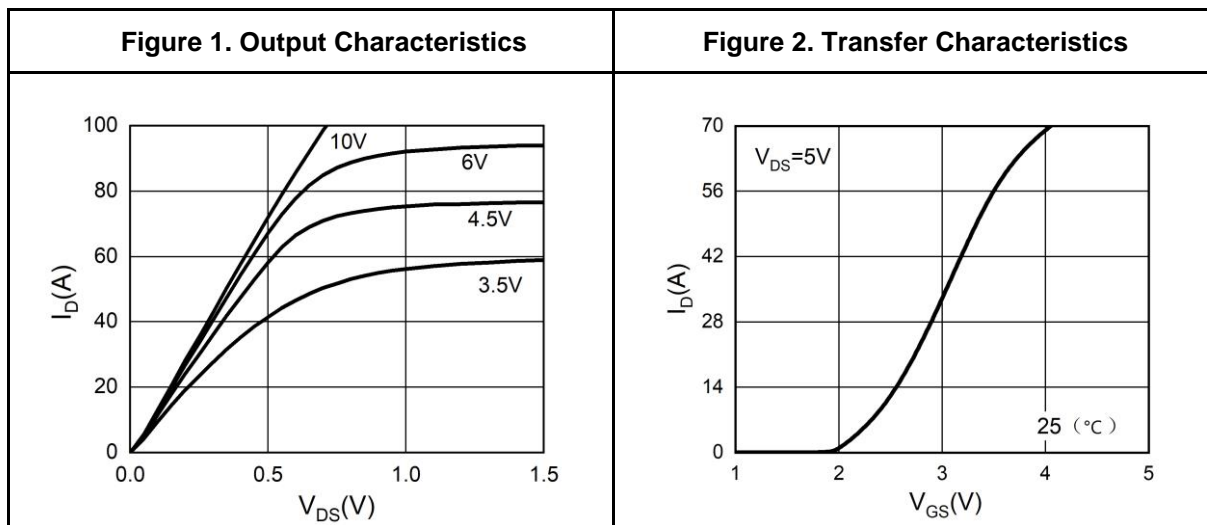 Figure 1. Output Characteristics
Figure 2. Transfer Characteristics
100
80
60
40
20
0
I_D(A)
10V
6V
4.5V
3.5V
0.0
0.5
1.0
1.5
V_DS(V)
70
56
42
28
14
0
I_D(A)
V_DS=5V
25（℃）
1
2
3
4
5
V_GS(V)